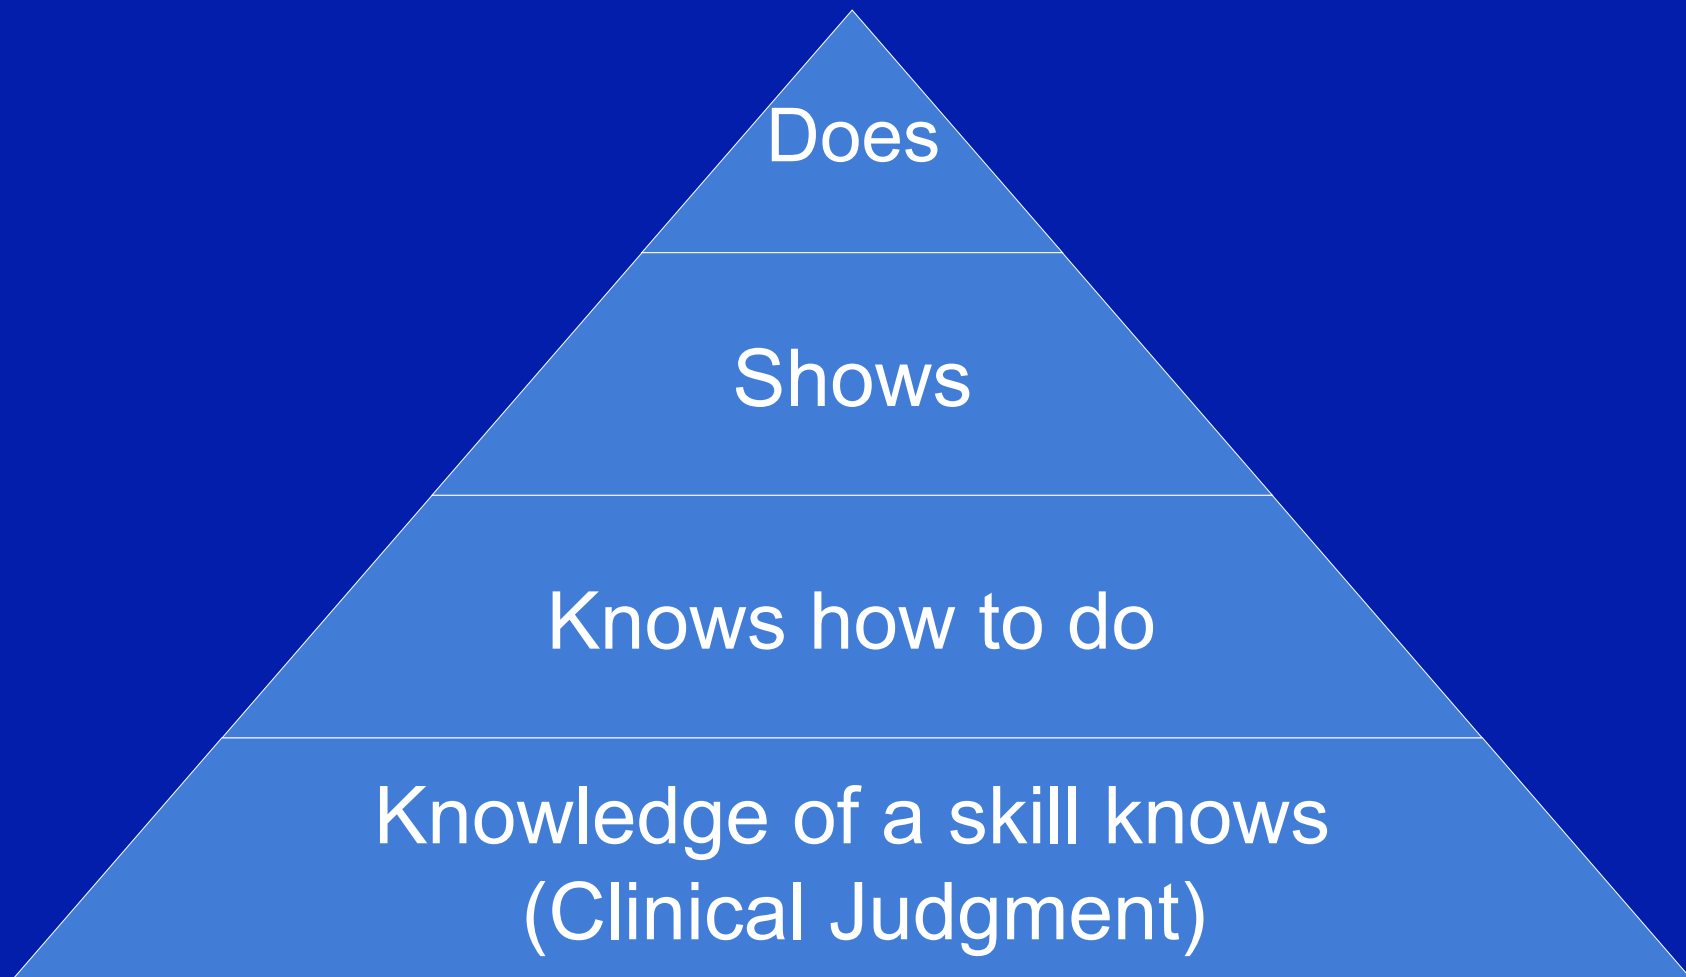 Does
Shows
Knows how to do
Knowledge of a skill knows
(Clinical Judgment)